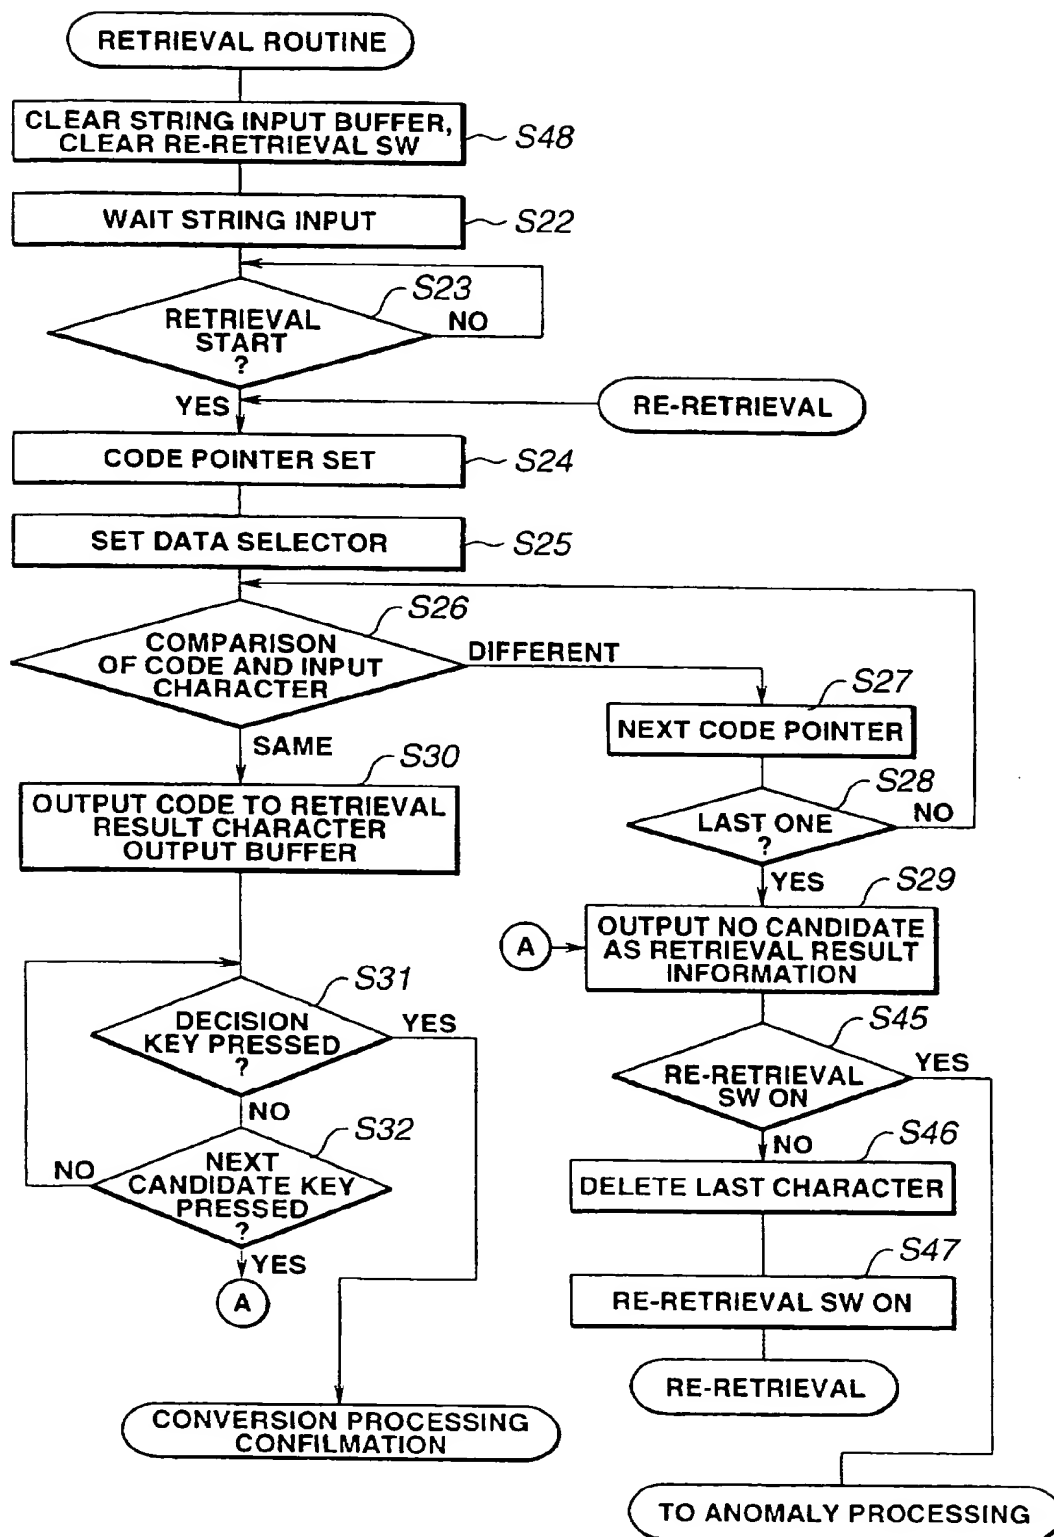 RETRIEVAL ROUTINE
CLEAR STRING INPUT BUFFER,
CLEAR RE-RETRIEVAL SW
S48
WAIT STRING INPUT
S22
S23
RETRIEVAL
START
?
NO
YES
RE-RETRIEVAL
CODE POINTER SET
S24
SET DATA SELECTOR
S25
S26
COMPARISON
OF CODE AND INPUT
CHARACTER
DIFFERENT
SAME
S27
NEXT CODE POINTER
S28
LAST ONE
?
NO
YES
S30
OUTPUT CODE TO RETRIEVAL
RESULT CHARACTER
OUTPUT BUFFER
S29
A
OUTPUT NO CANDIDATE
AS RETRIEVAL RESULT
INFORMATION
S31
DECISION
KEY PRESSED
?
YES
NO
S45
RE-RETRIEVAL
SW ON
YES
NO
S32
NEXT
CANDIDATE KEY
PRESSED
?
NO
YES
A
S46
DELETE LAST CHARACTER
S47
RE-RETRIEVAL SW ON
RE-RETRIEVAL
CONVERSION PROCESSING
CONFILMATION
TO ANOMALY PROCESSING